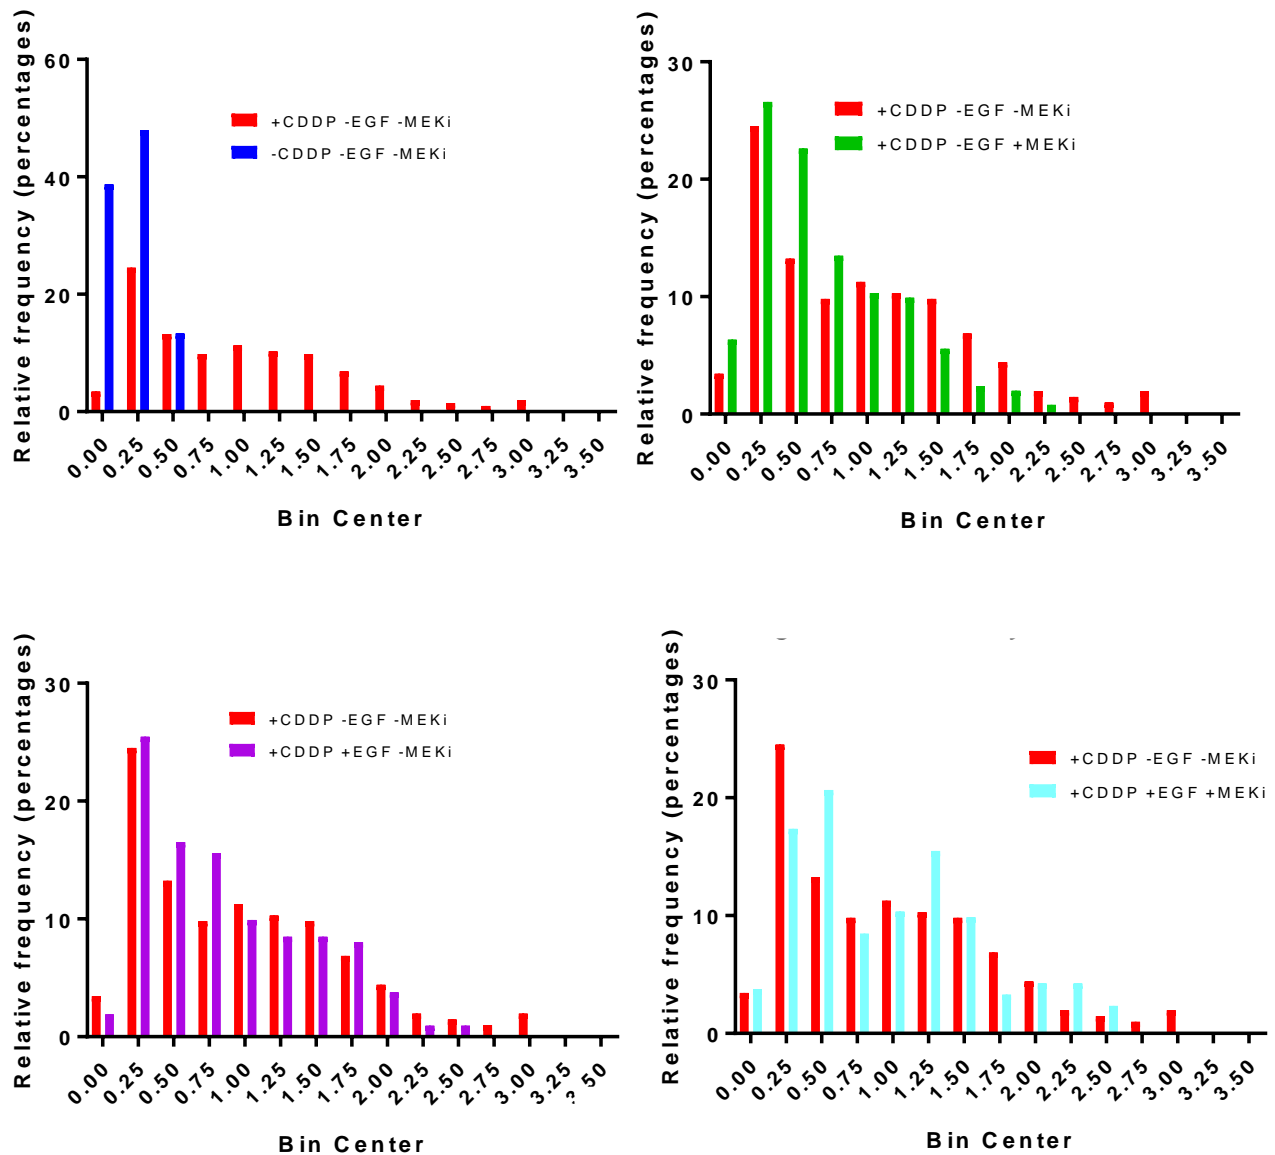 Relative frequency (percentages)
60
40
20
0
+CDDP -EGF -MEKi
-CDDP -EGF -MEKi
0.00 0.25 0.50 0.75 1.00 1.25 1.50 1.75 2.00 2.25 2.50 2.75 3.00 3.25 3.50
Bin Center
Relative frequency (percentages)
30
20
10
0
+CDDP -EGF -MEKi
+CDDP -EGF +MEKi
0.00 0.25 0.50 0.75 1.00 1.25 1.50 1.75 2.00 2.25 2.50 2.75 3.00 3.25 3.50
Bin Center
Relative frequency (percentages)
30
20
10
0
+CDDP -EGF -MEKi
+CDDP +EGF -MEKi
0.00 0.25 0.50 0.75 1.00 1.25 1.50 1.75 2.00 2.25 2.50 2.75 3.00 3.25 .50
Bin Center
Relative frequency (percentages)
30
20
10
0
+CDDP -EGF -MEKi
+CDDP +EGF +MEKi
0.00 0.25 0.50 0.75 1.00 1.25 1.50 1.75 2.00 2.25 2.50 2.75 3.00 3.25 3.50
Bin Center